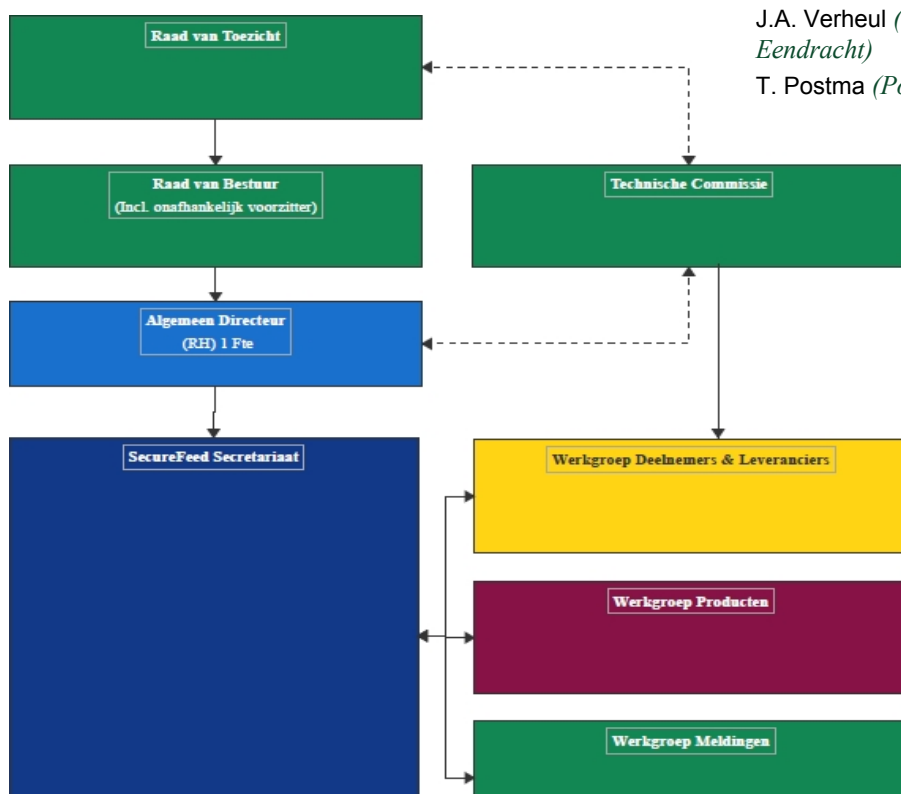 J.A. Verheul (
Eendracht)
T. Postma
Raad van Toezicht
Raad van Bestuur
(Incl. onafhankelijk voorzitter)
Technische Commissie
Algemeen Directeur
(RH) 1 Fte
SecureFeed Secretariaat
Werkgroep Deelnemers & Leveranciers
Werkgroep Producten
Werkgroep Meldingen